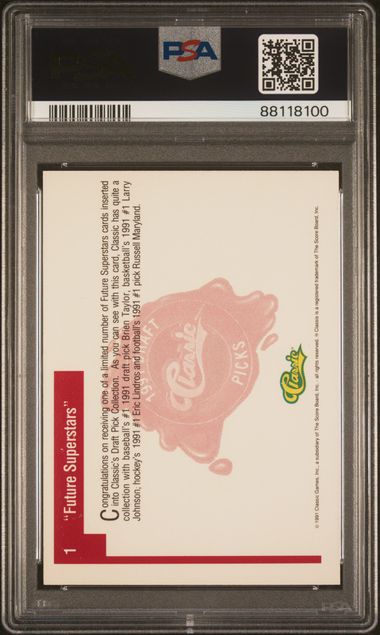 PSA
88118100
1 "Future Superstars"
Congratulations on receiving one of a limited number of Future Superstars cards inserted
into Classic's Draft Pick Collection. As you can see with this card, Classic has quite a
collection with baseball's #1 1991 draft pick Brien Taylor, basketball's 1991 #1 Larry
Johnson, hockey's 1991 #1 Eric Lindros and football's 1991 #1 pick Russell Maryland.
DRAFT
Classic
PICKS
Classic
© 1991 Classic Games, Inc., a subsidiary of The Score Board, Inc. all rights reserved. ® Classic is a registered trademark of The Score Board, Inc.